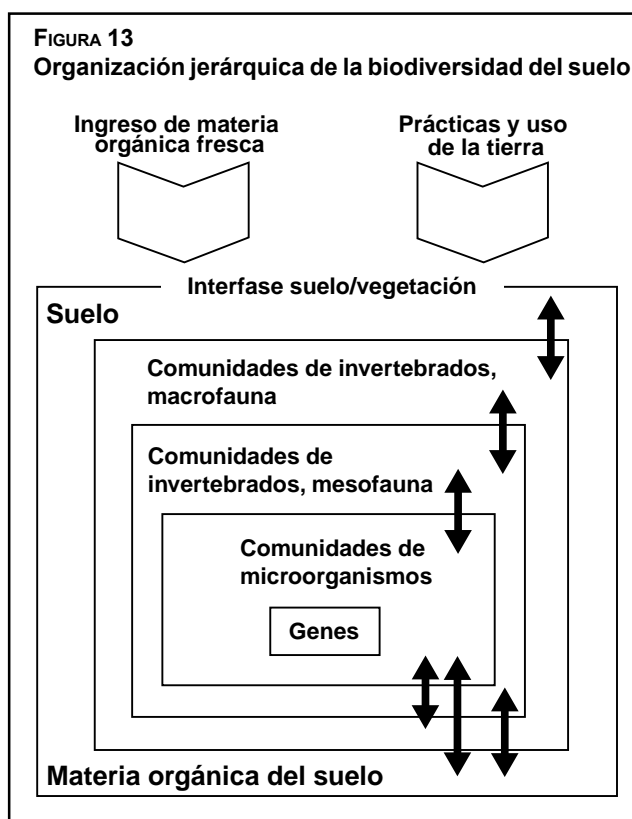 FIGURA 13
Organización jerárquica de la biodiversidad del suelo
Ingreso de materia
orgánica fresca
Prácticas y uso
de la tierra
Interfase suelo/vegetación
Suelo
Comunidades de invertebrados,
macrofauna
Comunidades de
invertebrados, mesofauna
Comunidades de
microorganismos
Genes
Materia orgánica del suelo